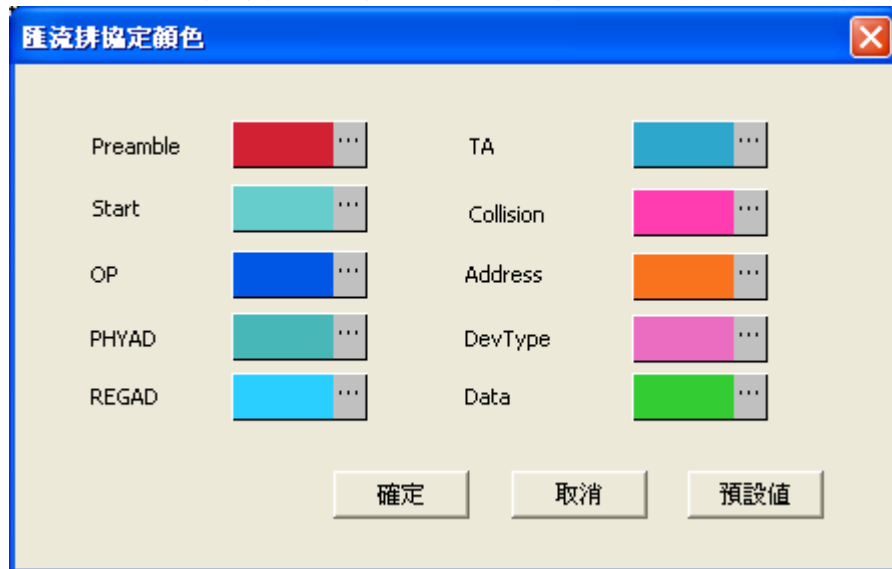 匯流排協定顏色
Preamble ... TA ...
Start ... Collision ...
OP ... Address ...
PHYAD ... DevType ...
REGAD ... Data ...
確定 取消 預設值